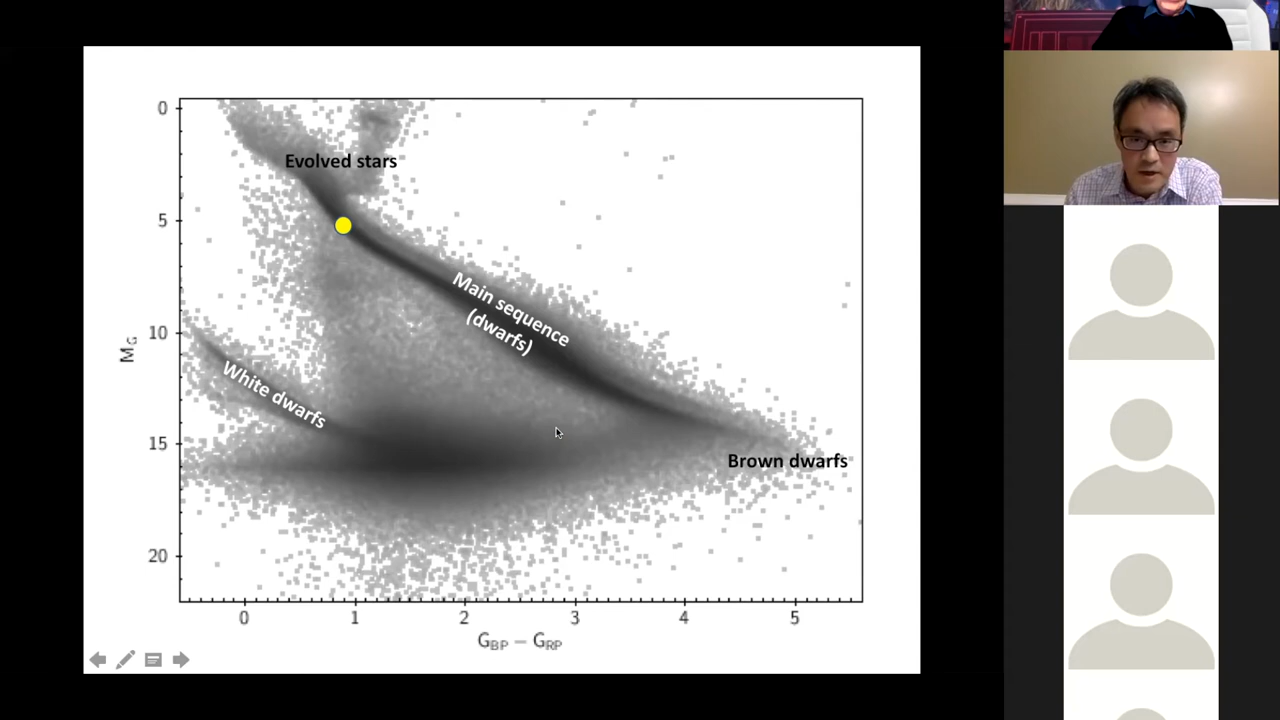 0
5
10
15
20
M_G
Evolved stars
Main sequence
(dwarfs)
White dwarfs
Brown dwarfs
0 1 2 3 4 5
G_BP − G_RP